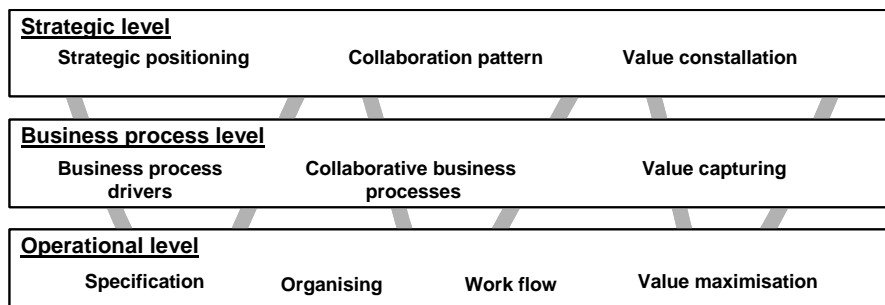 Strategic level
Strategic positioning Collaboration pattern Value constallation
Business process level
Business process Collaborative business Value capturing
drivers processes
Operational level
Specification Organising Work flow Value maximisation